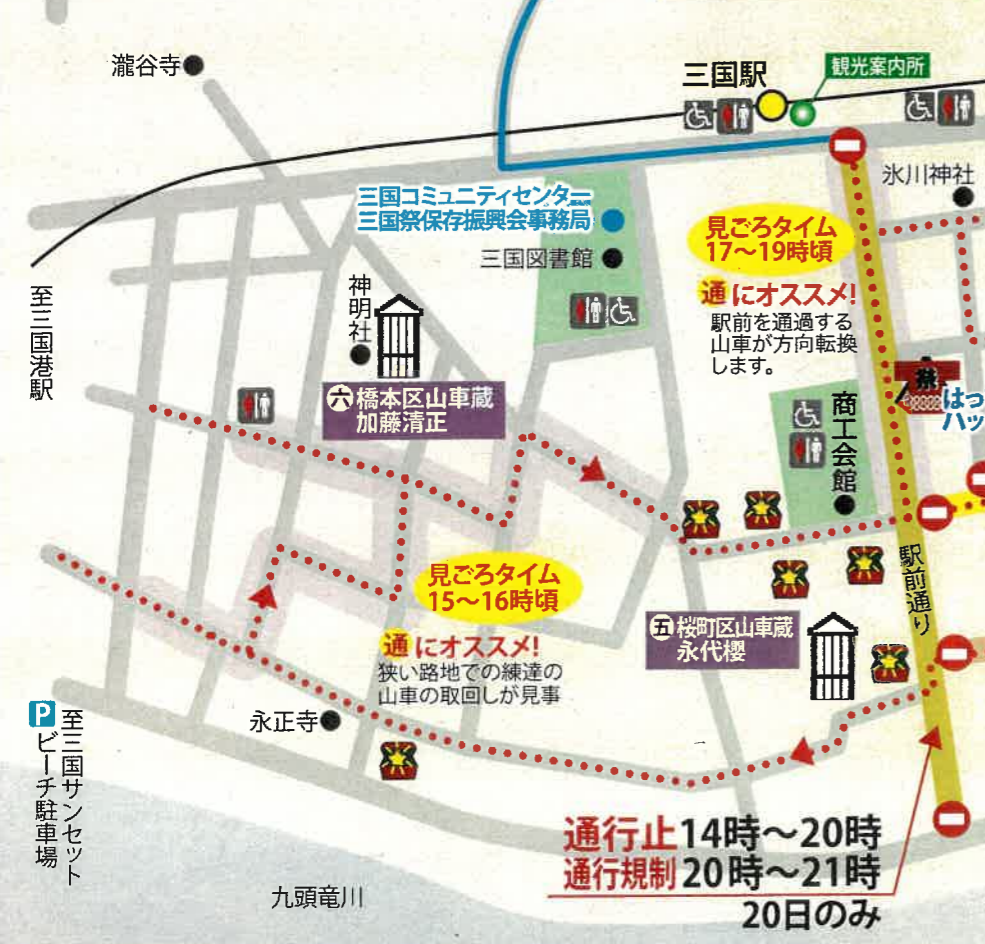 瀧谷寺
三国駅
観光案内所
氷川神社
三国コミュニティセンター
三国祭保存振興会事務局
三国図書館
見ごろタイム
17〜19時頃
通にオススメ!
駅前を通過する
山車が方向転換
します。
至三国港駅
神明社
六 橋本区山車蔵
加藤清正
祭
はっ
ハッ
商工会館
駅前通り
見ごろタイム
15〜16時頃
通にオススメ!
狭い路地での練達の
山車の取回しが見事
五 桜町区山車蔵
永代櫻
永正寺
P
至三国サンセット
ビーチ駐車場
通行止14時〜20時
通行規制20時〜21時
20日のみ
九頭竜川